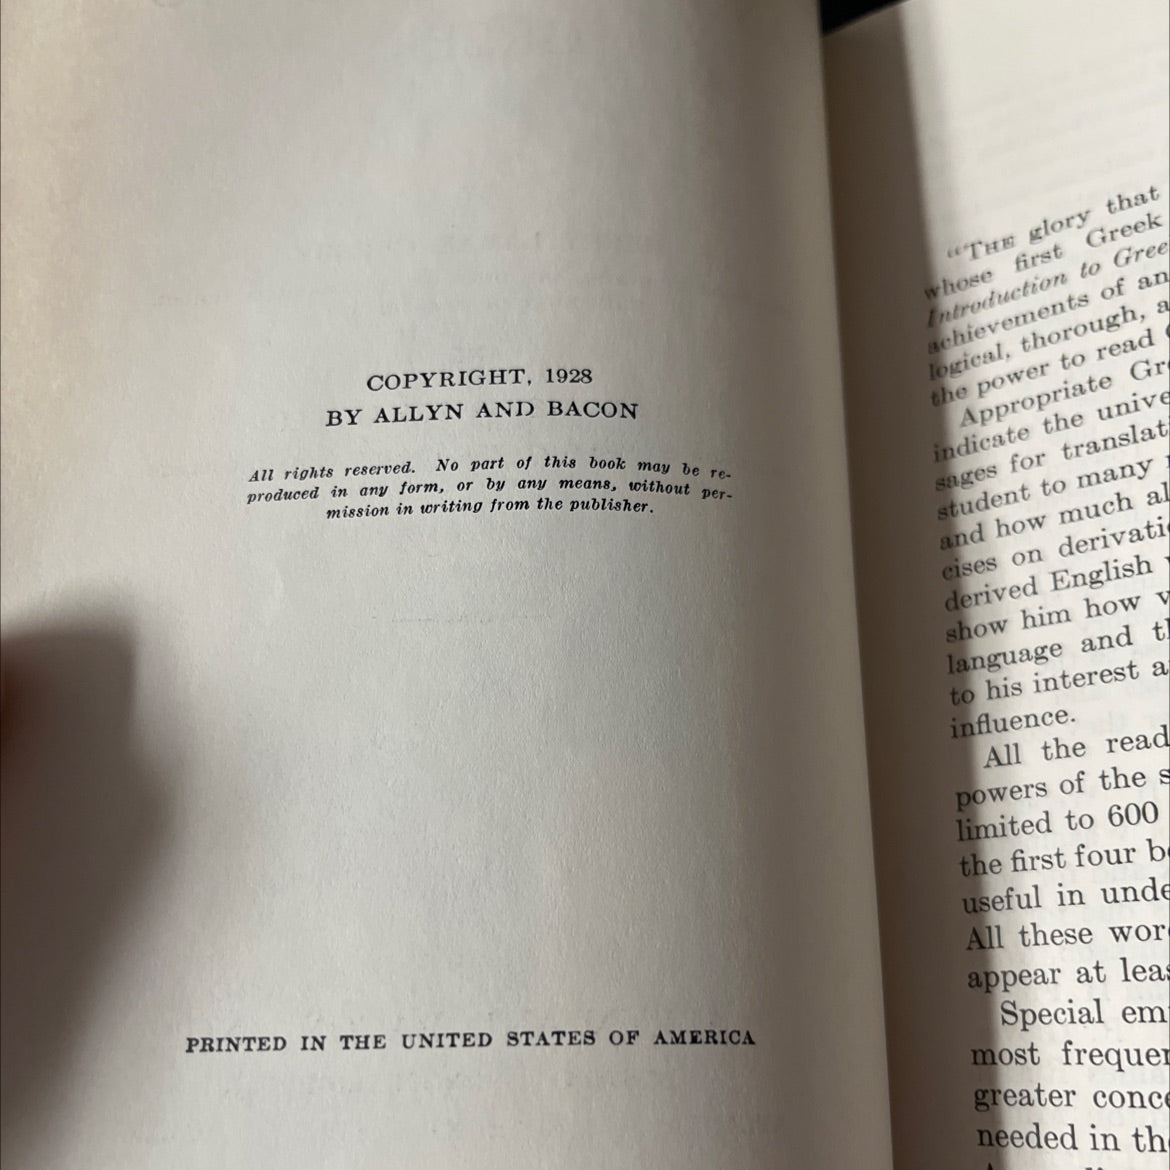 COPYRIGHT, 1928
BY ALLYN AND BACON
All rights reserved. No part of this book may be re-
produced in any form, or by any means, without per-
mission in writing from the publisher.
PRINTED IN THE UNITED STATES OF AMERICA
"THE glory that
whose first Greek
Introduction to Gree
achievements of an
logical, thorough, a
the power to read
Appropriate Gr
indicate the unive
sages for translat
student to many
and how much al
cises on derivati
derived English
show him how v
language and th
to his interest a
influence.
All the read
powers of the s
limited to 600
the first four b
useful in unde
All these wor
appear at leas
Special em
most frequen
greater conce
needed in th